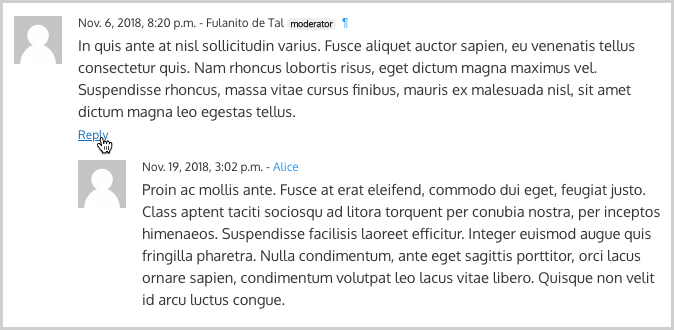 Nov. 6, 2018, 8:20 p.m. - Fulanito de Tal moderator ¶
In quis ante at nisl sollicitudin varius. Fusce aliquet auctor sapien, eu venenatis tellus
consectetur quis. Nam rhoncus lobortis risus, eget dictum magna maximus vel.
Suspendisse rhoncus, massa vitae cursus finibus, mauris ex malesuada nisl, sit amet
dictum magna leo egestas tellus.
Reply
Nov. 19, 2018, 3:02 p.m. - Alice
Proin ac mollis ante. Fusce at erat eleifend, commodo dui eget, feugiat justo.
Class aptent taciti sociosqu ad litora torquent per conubia nostra, per inceptos
himenaeos. Suspendisse facilisis laoreet efficitur. Integer euismod augue quis
fringilla pharetra. Nulla condimentum, ante eget sagittis porttitor, orci lacus
ornare sapien, condimentum volutpat leo lacus vitae libero. Quisque non velit
id arcu luctus congue.